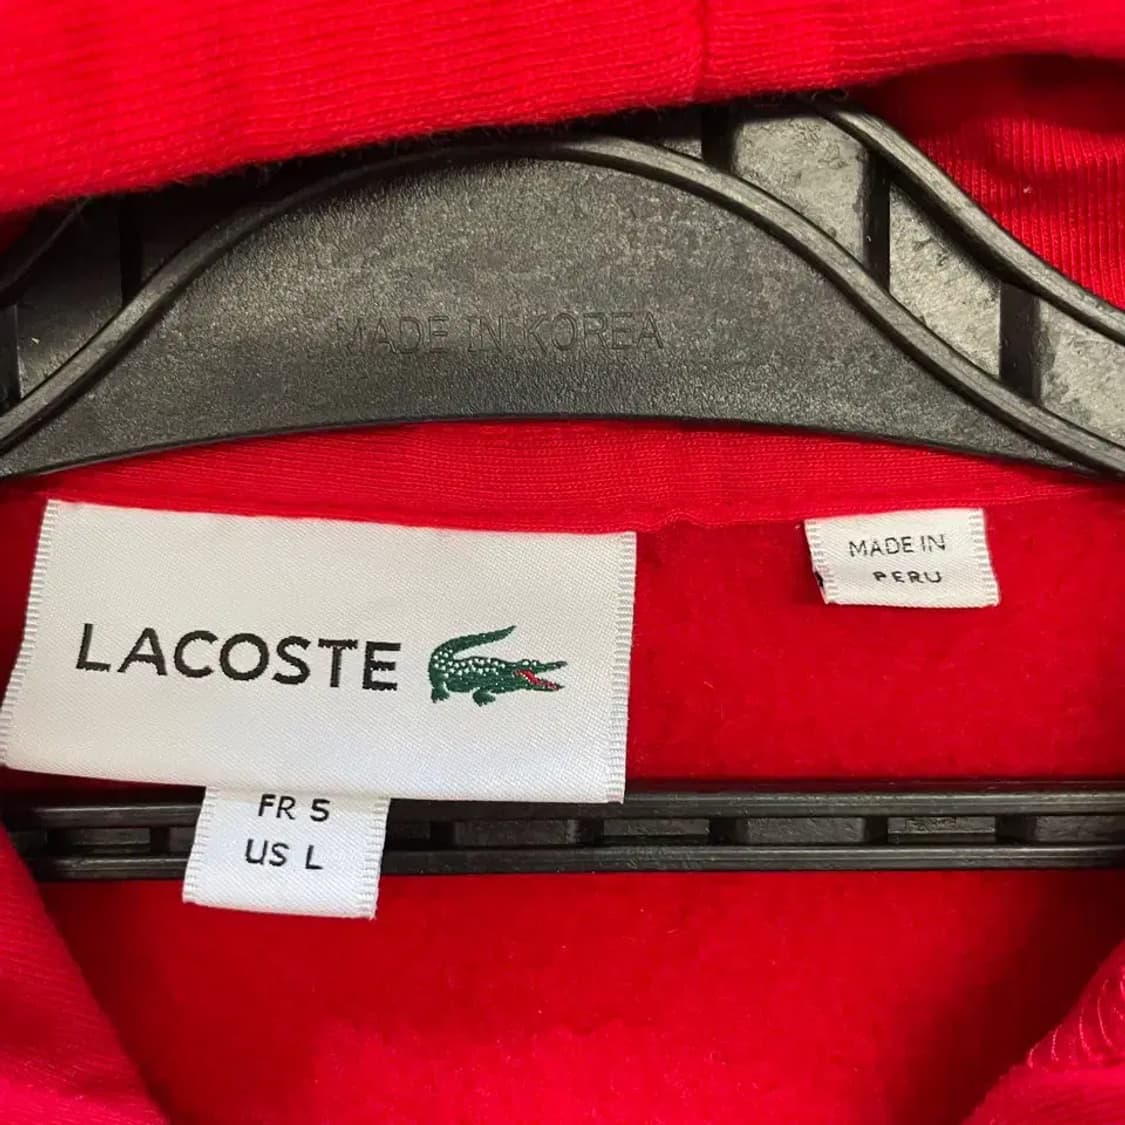 MADE IN KOREA
LACOSTE
MADE IN
PERU
FR 5
US L